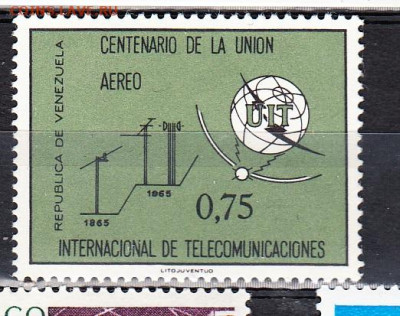 CENTENARIO DE LA UNION
AEREO
REPUBLICA DE VENEZUELA
UIT
1865
1965
0,75
INTERNACIONAL DE TELECOMUNICACIONES
LITOJUVENTUD